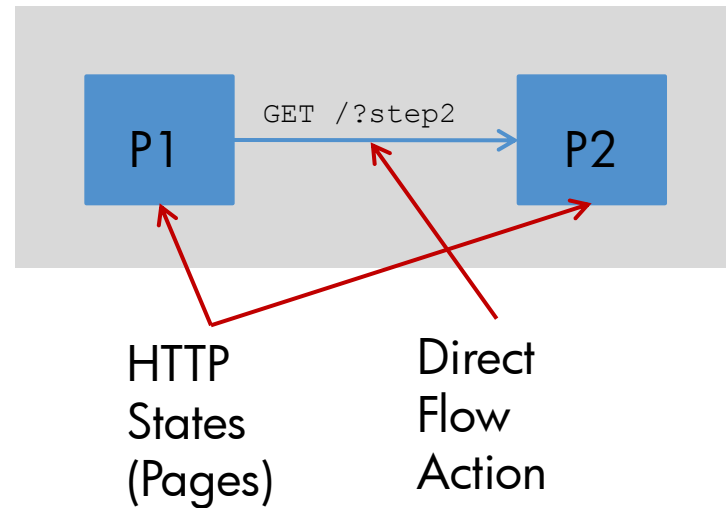 GET /?step2
P1
P2
HTTP
States
(Pages)
Direct
Flow
Action